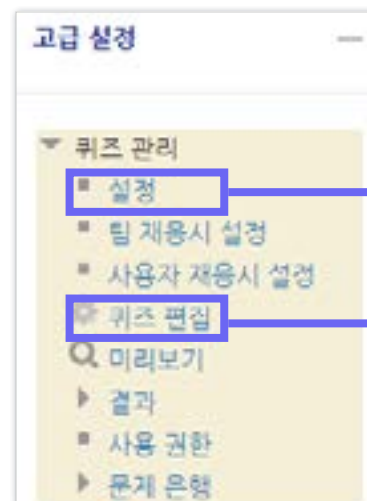 고급 설정
퀴즈 관리
설정
팀 재응시 설정
사용자 재응시 설정
퀴즈 편집
미리보기
결과
사용 권한
문제 은행